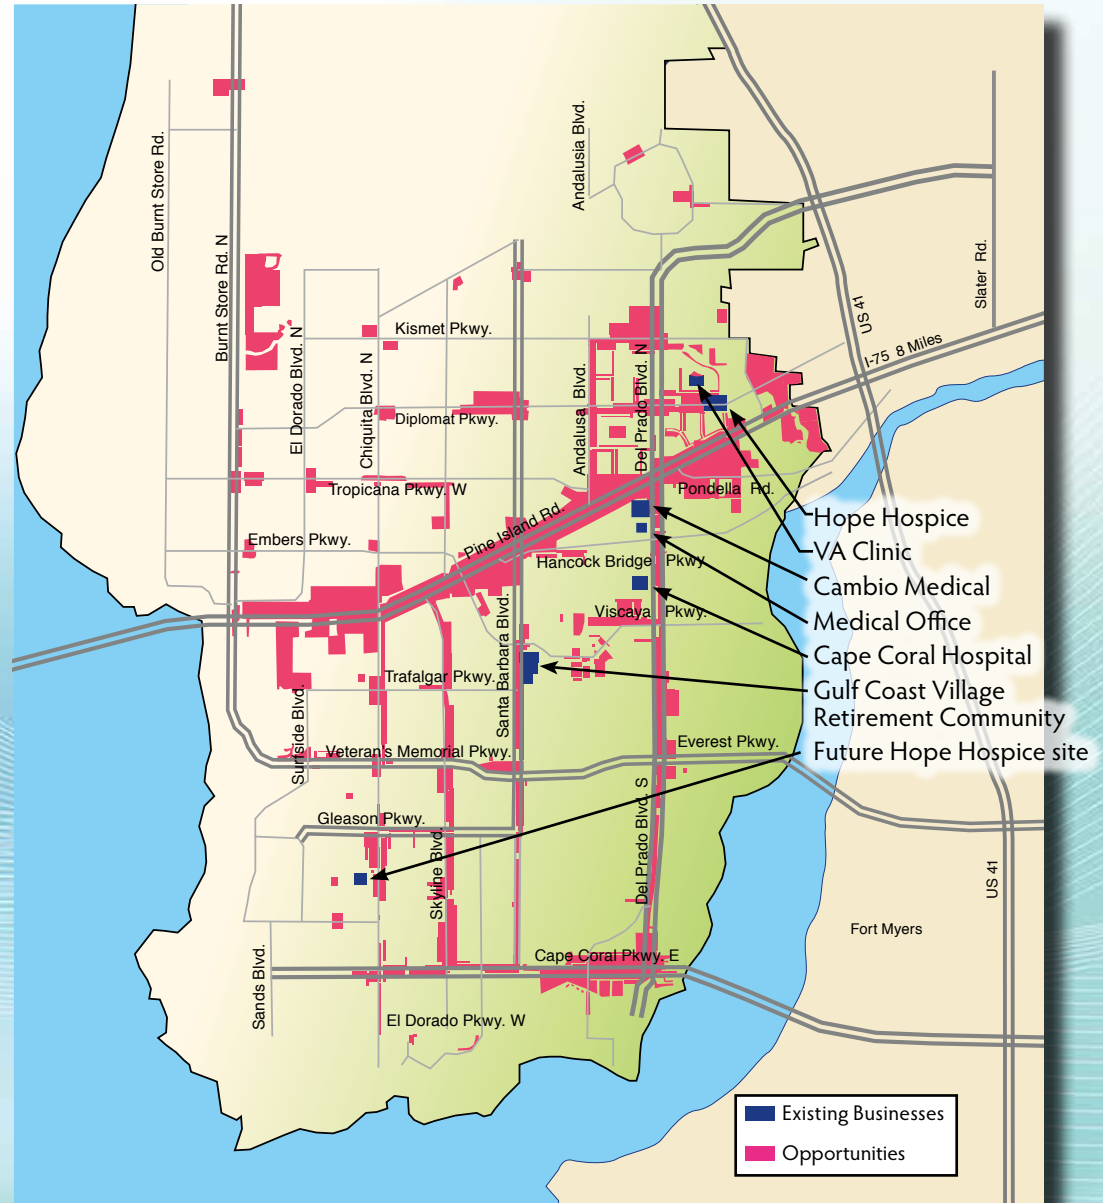 Old Burnt Store Rd.
Burnt Store Rd. N
El Dorado Blvd. N
Chiquita Blvd. N
Andalusia Blvd.
Slater Rd.
US 41
I-75 8 Miles
Kismet Pkwy.
Andalusa Blvd.
Del Prado Blvd. N
Diplomat Pkwy.
Tropicana Pkwy. W
Pondella Rd.
Pine Island Rd.
Embers Pkwy.
Hancock Bridge Pkwy
Viscaya Pkwy.
Santa Barbara Blvd.
Trafalgar Pkwy.
Surfside Blvd.
Veteran's Memorial Pkwy.
Everest Pkwy.
Gleason Pkwy.
Skyline Blvd.
Del Prado Blvd. S
US 41
Fort Myers
Cape Coral Pkwy. E
Sands Blvd.
El Dorado Pkwy. W
Hope Hospice
VA Clinic
Cambio Medical
Medical Office
Cape Coral Hospital
Gulf Coast Village
Retirement Community
Future Hope Hospice site
Existing Businesses
Opportunities